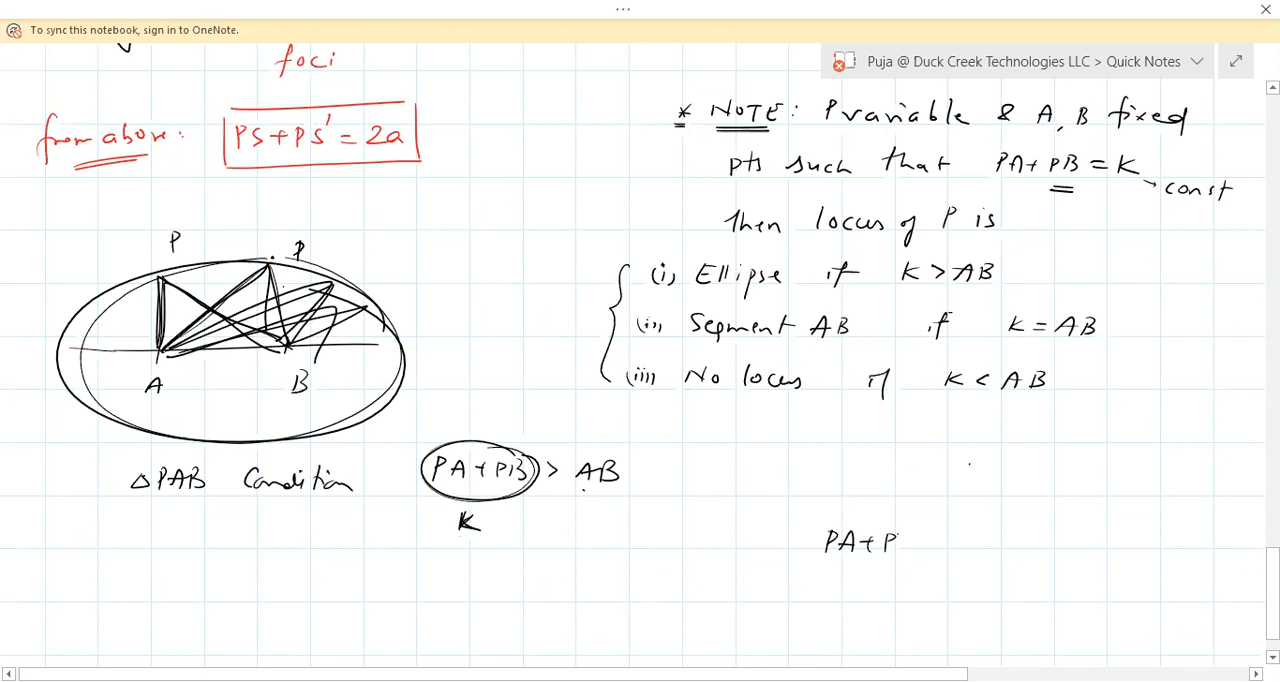 To sync this notebook, sign in to OneNote.
Puja @ Duck Creek Technologies LLC > Quick Notes
foci
from above: PS + PS' = 2a
* NOTE: P variable & A, B fixed
pts such that PA + PB = K → const
then locus of P is
(i) Ellipse if K > AB
(ii) Segment AB if K = AB
(iii) No locus if K < AB
P P
A B
△PAB Condition PA + PB > AB
K
PA + P